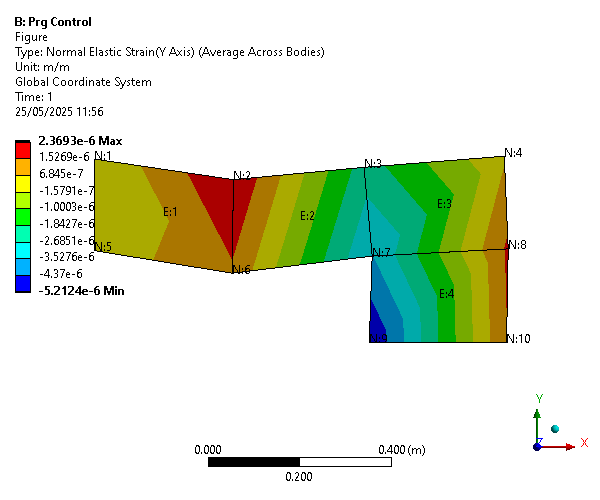 B: Prg Control
Figure
Type: Normal Elastic Strain(Y Axis) (Average Across Bodies)
Unit: m/m
Global Coordinate System
Time: 1
25/05/2025 11:56
2.3693e-6 Max
1.5269e-6
6.845e-7
-1.5791e-7
-1.0003e-6
-1.8427e-6
-2.6851e-6
-3.5276e-6
-4.37e-6
-5.2124e-6 Min
N:1
N:2
N:3
N:4
E:1
E:2
E:3
N:5
N:6
N:7
N:8
E:4
N:9
N:10
Y
X
Z
0.000
0.400 (m)
0.200